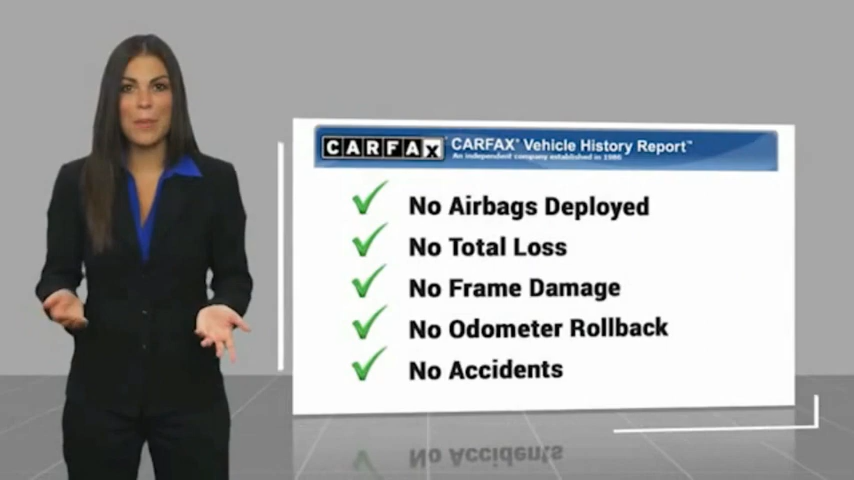 CARFAX CARFAX® Vehicle History Report™
An independent company established in 1986
No Airbags Deployed
No Total Loss
No Frame Damage
No Odometer Rollback
No Accidents
No Accidents